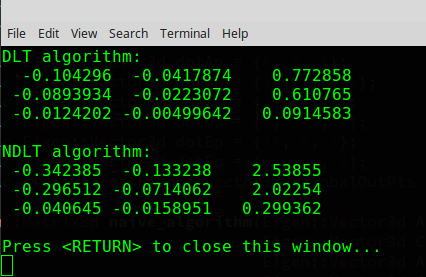 File Edit View Search Terminal Help
DLT algorithm:
-0.104296 -0.0417874 0.772858
-0.0893934 -0.0223072 0.610765
-0.0124202 -0.00499642 0.0914583
NDLT algorithm:
-0.342385 -0.133238 2.53855
-0.296512 -0.0714062 2.02254
-0.040645 -0.0158951 0.299362
Press <RETURN> to close this window...